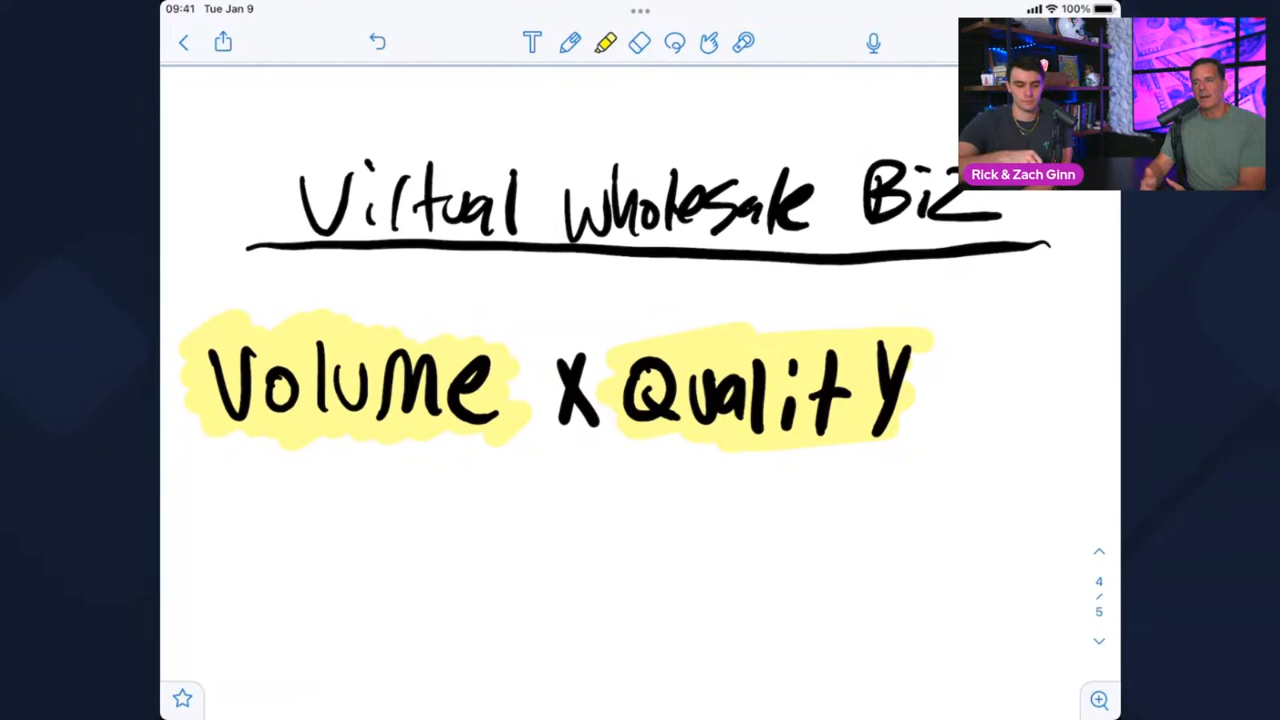 09:41 Tue Jan 9
100%
T
Rick & Zach Ginn
Virtual Wholesale Biz
Volume X Quality
4
/
5